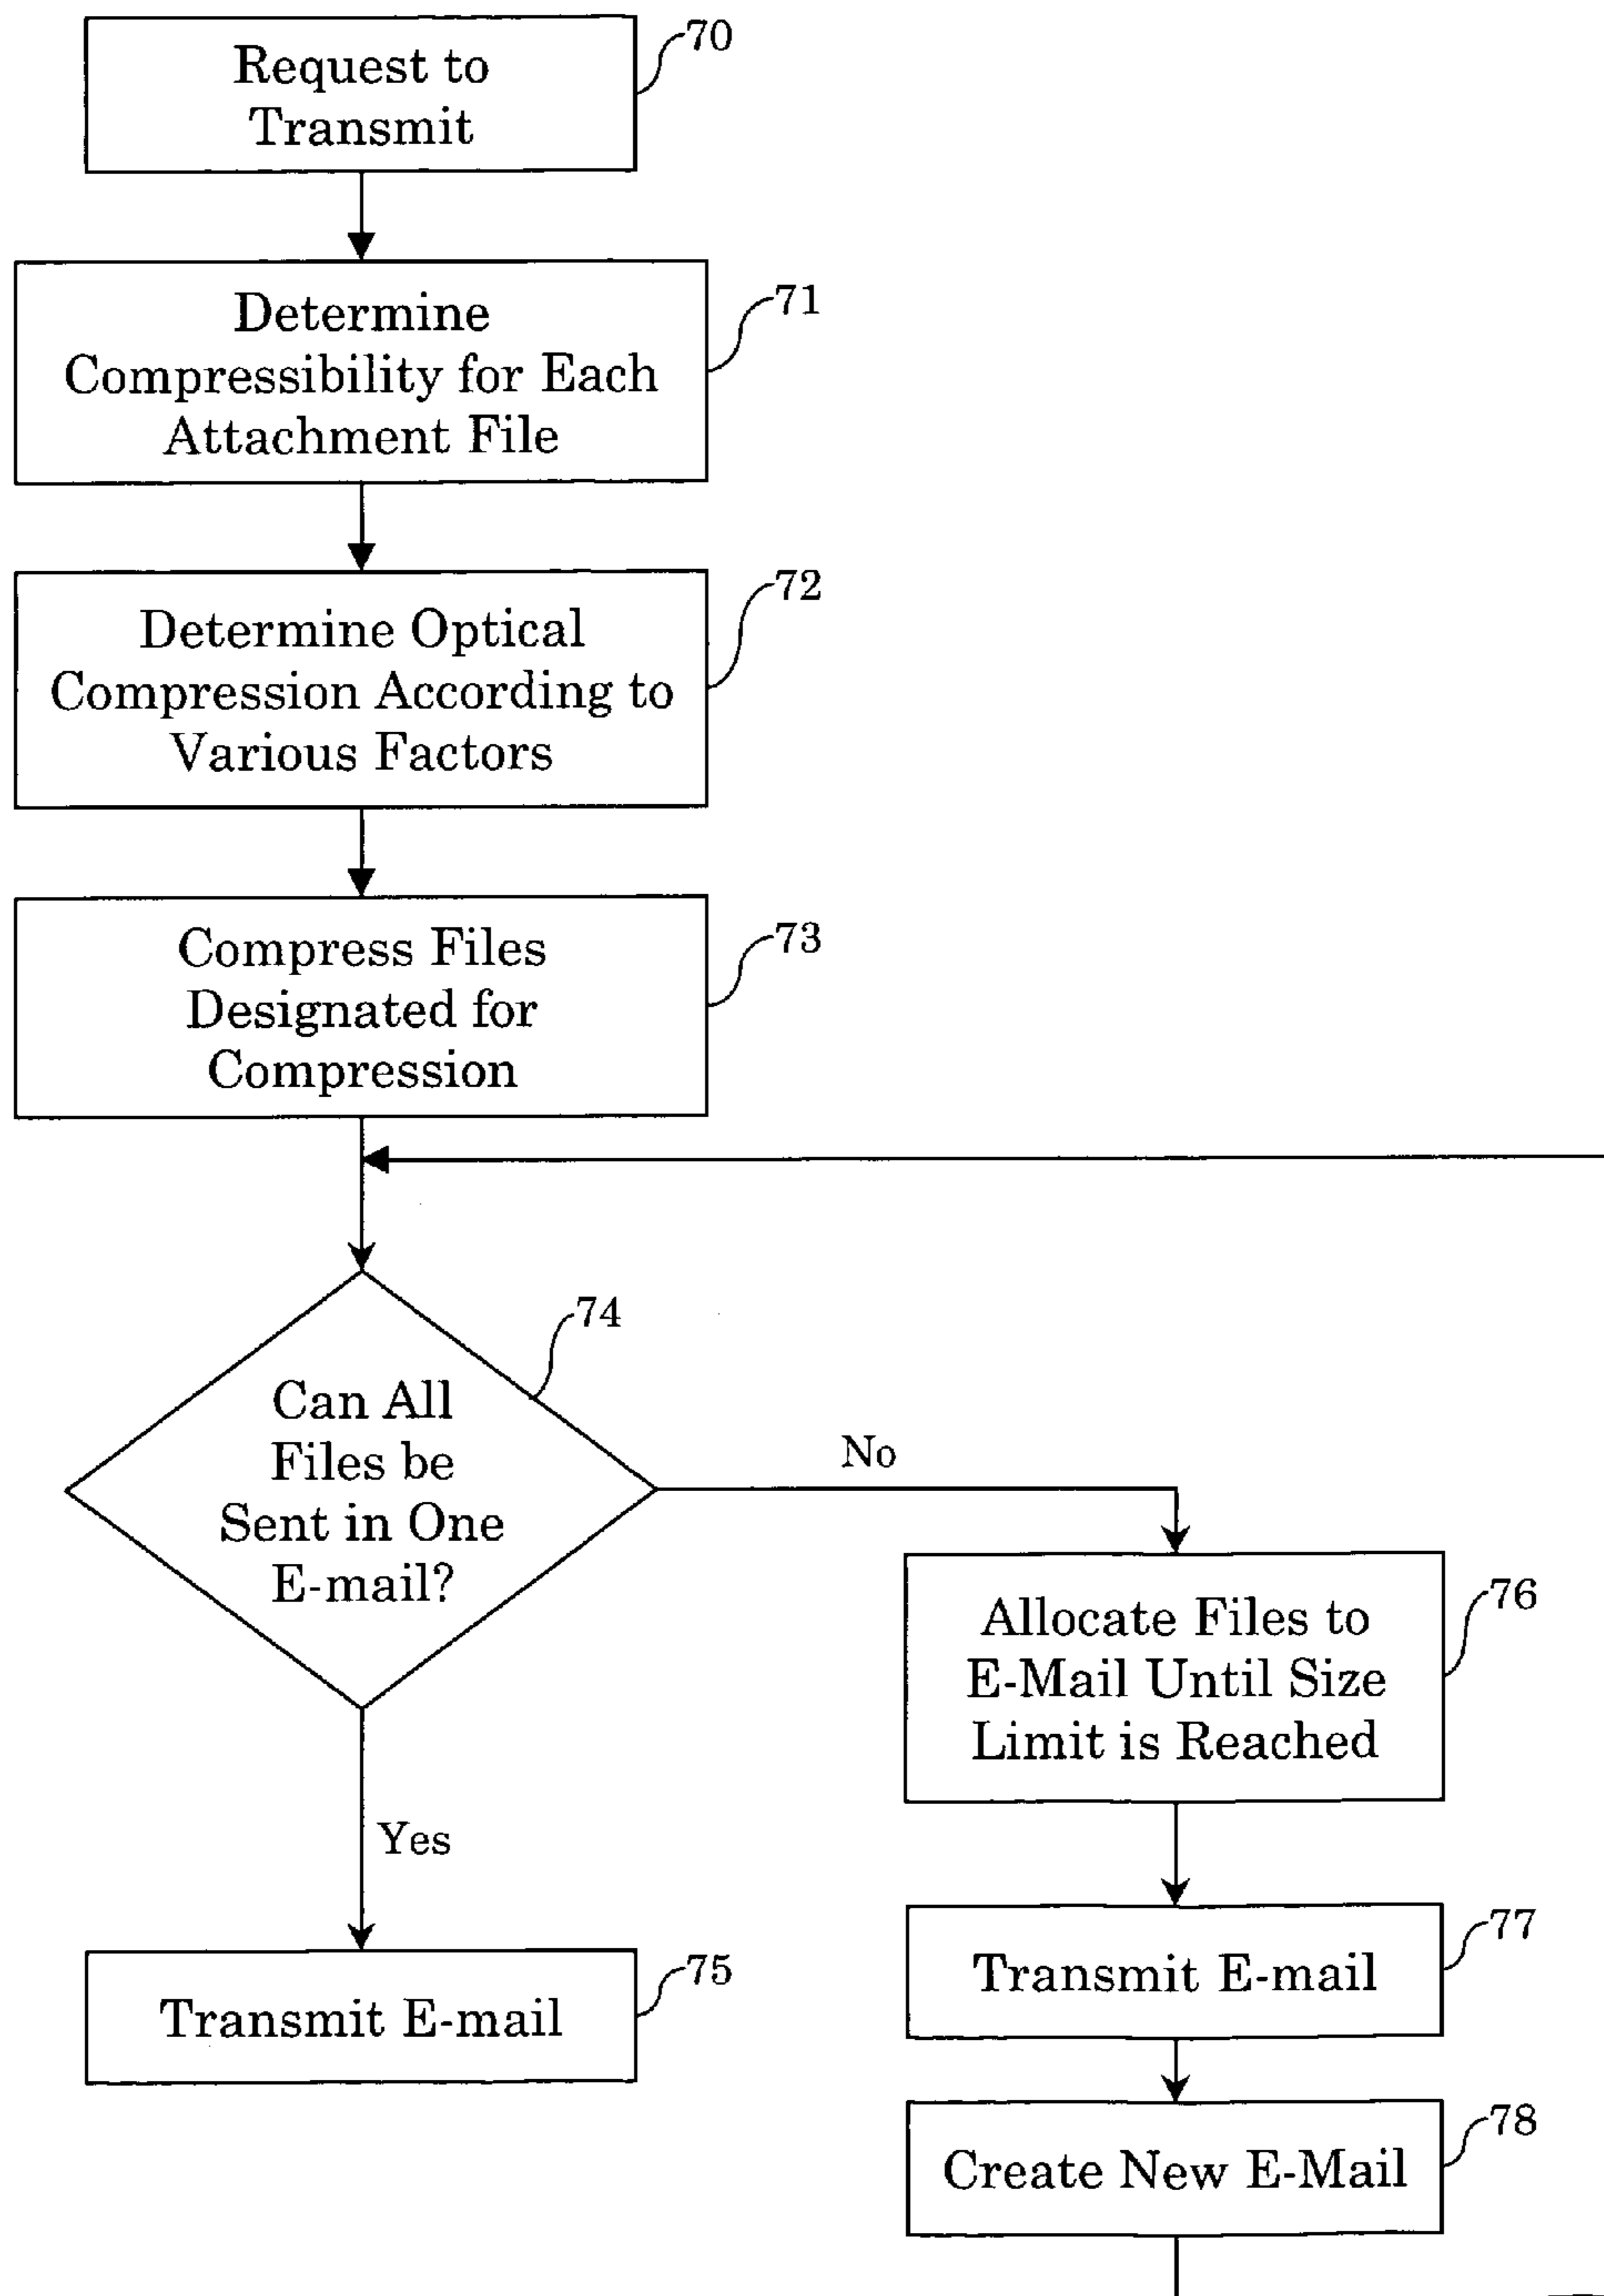 Request to
Transmit
70
Determine
Compressibility for Each
Attachment File
71
Determine Optical
Compression According to
Various Factors
72
Compress Files
Designated for
Compression
73
Can All
Files be
Sent in One
E-mail?
74
No
Yes
Transmit E-mail
75
Allocate Files to
E-Mail Until Size
Limit is Reached
76
Transmit E-mail
77
Create New E-Mail
78